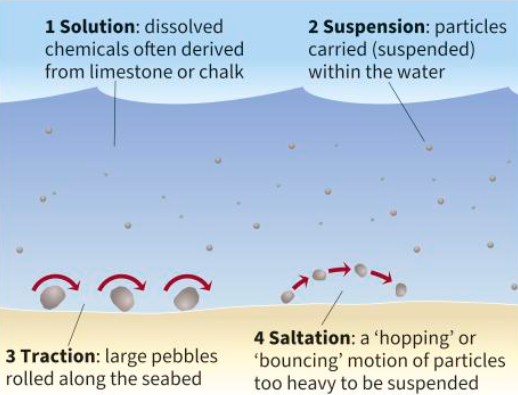 1 Solution: dissolved
chemicals often derived
from limestone or chalk
2 Suspension: particles
carried (suspended)
within the water
3 Traction: large pebbles
rolled along the seabed
4 Saltation: a ‘hopping’ or
‘bouncing’ motion of particles
too heavy to be suspended